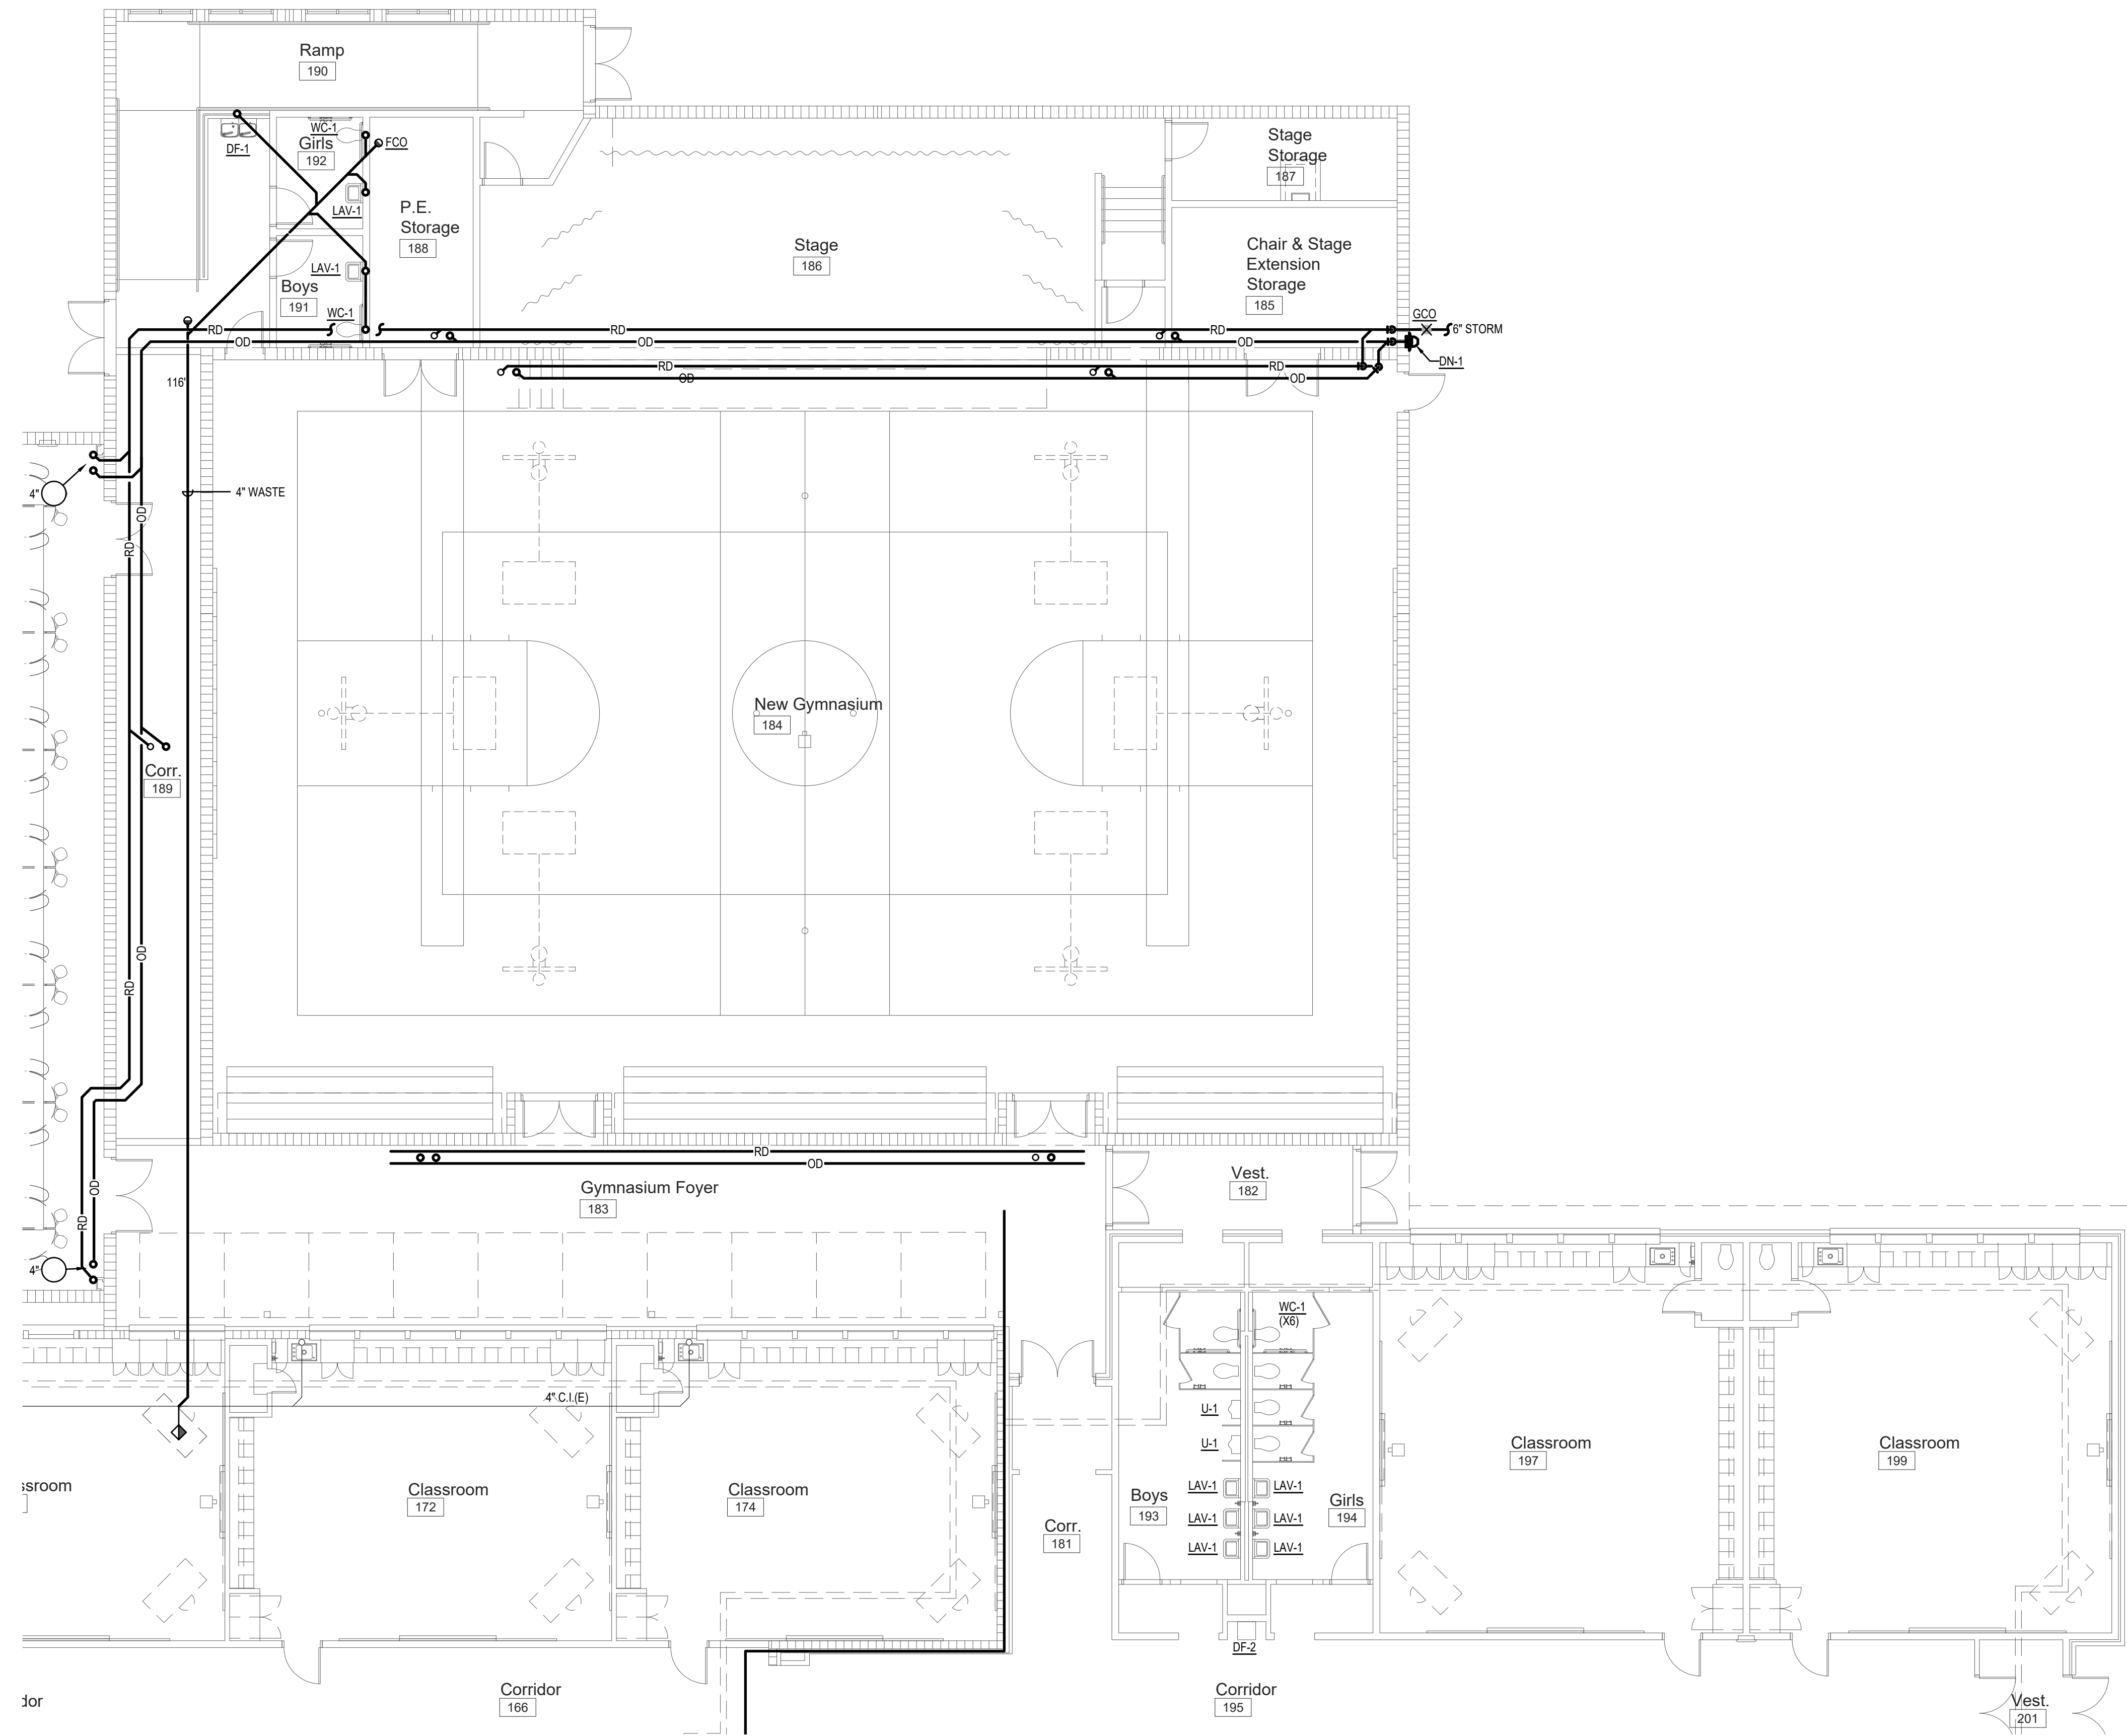 Ramp
190
WC-1
Girls
192
FCO
DF-1
LAV-1
P.E.
Storage
188
Stage
186
Stage
Storage
187
Chair & Stage
Extension
Storage
185
LAV-1
Boys
191
WC-1
GCO
RD
RD
RD
6" STORM
OD
OD
OD
DN-1
RD
RD
OD
OD
116'
4"
4" WASTE
OD
RD
New Gymnasium
184
Corr.
189
OD
RD
RD
OD
OD
RD
Gymnasium Foyer
183
Vest.
182
4"
WC-1
(X6)
4" C.I.(E)
U-1
U-1
ssroom
Classroom
172
Classroom
174
Classroom
197
Classroom
199
LAV-1
LAV-1
LAV-1
LAV-1
LAV-1
LAV-1
Boys
193
Girls
194
Corr.
181
DF-2
dor
Corridor
166
Corridor
195
Vest.
201